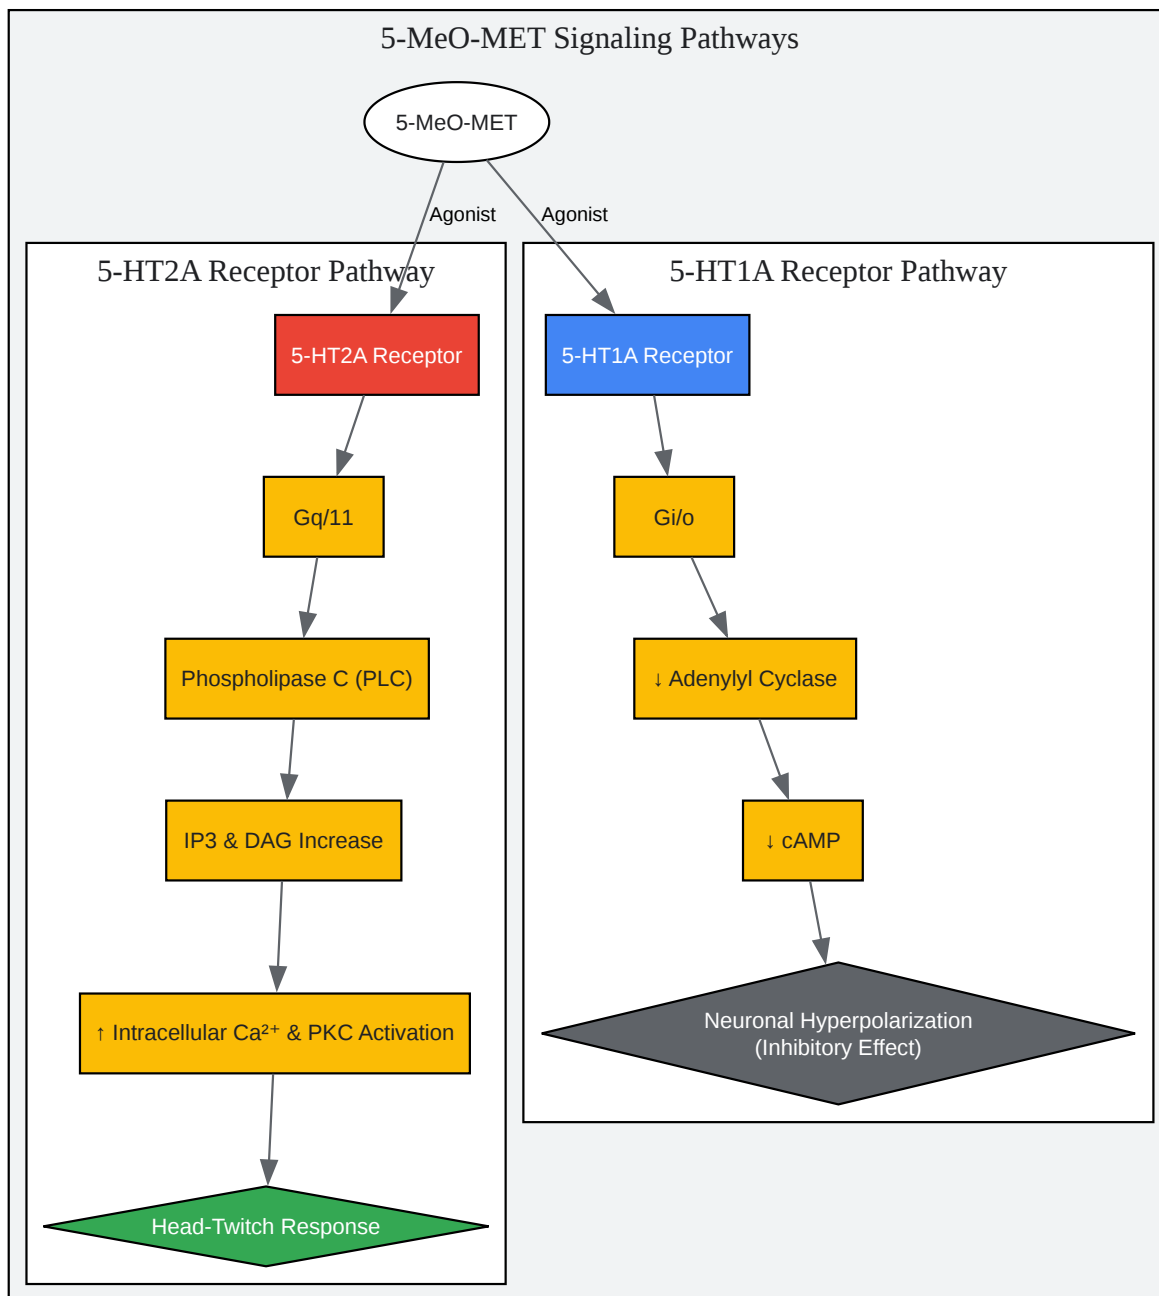 5-MeO-MET Signaling Pathways
5-MeO-MET
Agonist
Agonist
5-HT2A Receptor Pathway
5-HT2A Receptor
Gq/11
Phospholipase C (PLC)
IP3 & DAG Increase
↑ Intracellular Ca²⁺ & PKC Activation
Head-Twitch Response
5-HT1A Receptor Pathway
5-HT1A Receptor
Gi/o
↓ Adenylyl Cyclase
↓ cAMP
Neuronal Hyperpolarization
(Inhibitory Effect)